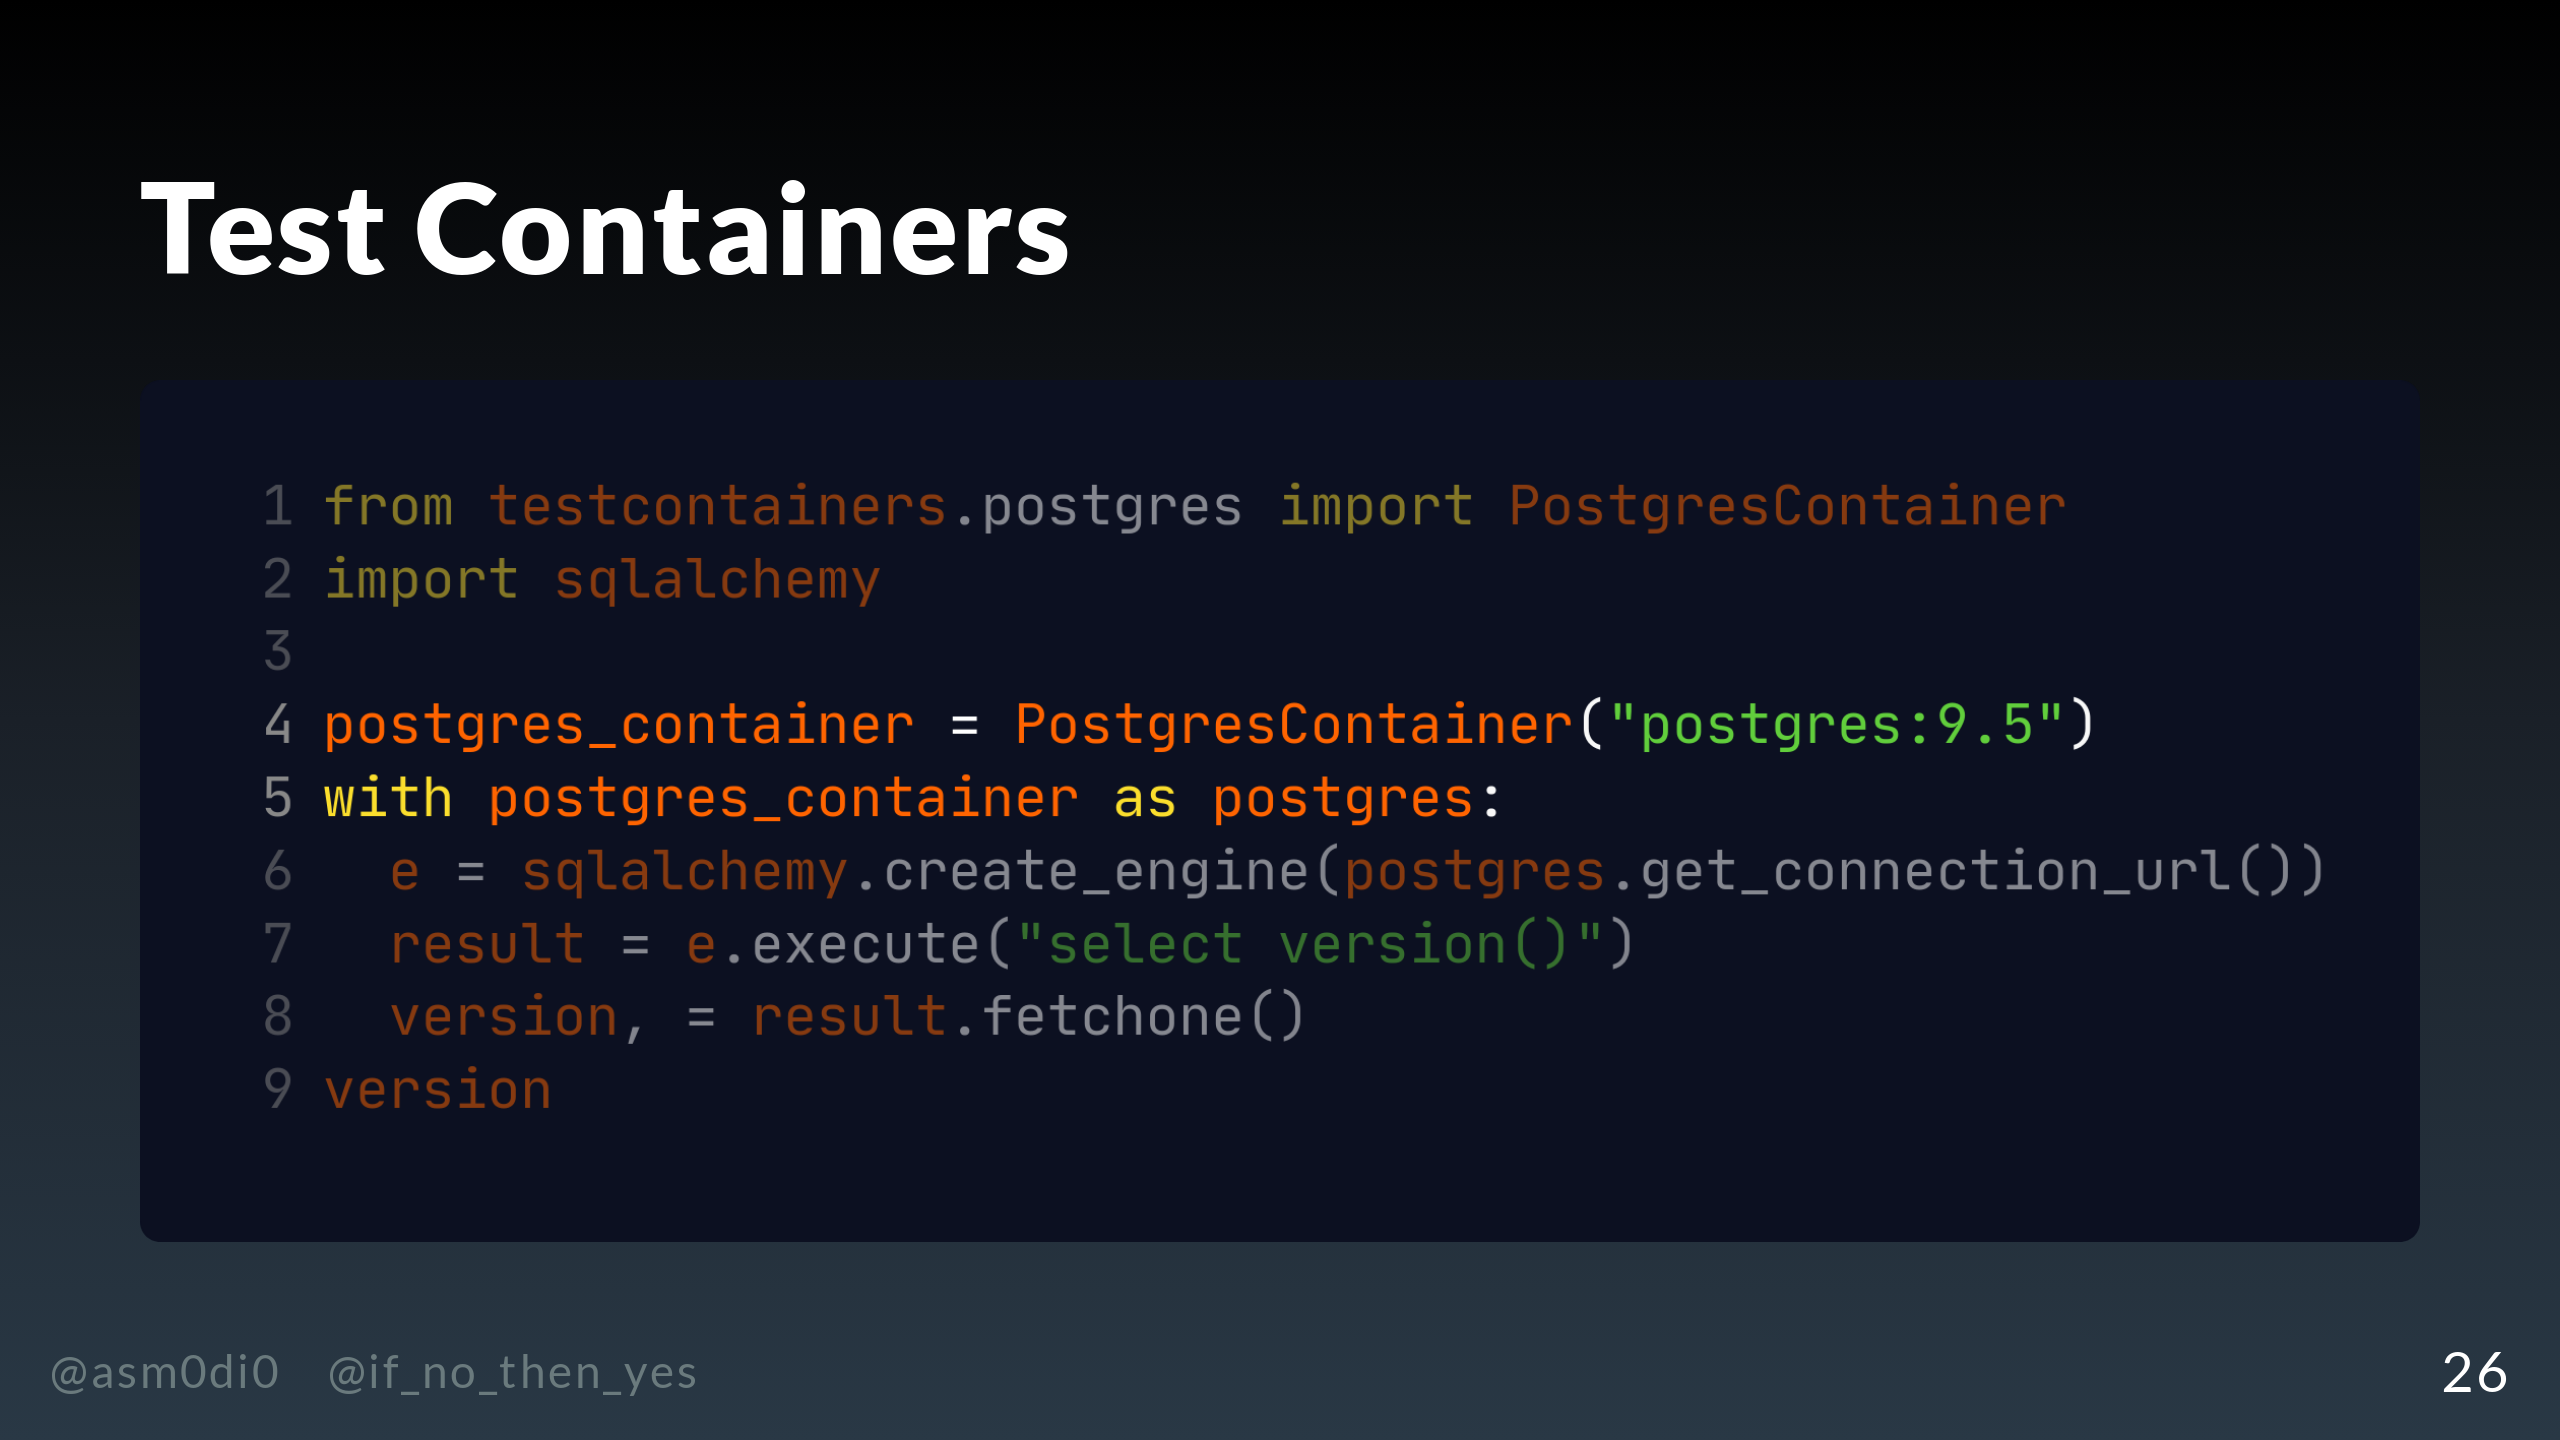 Test Containers
1 from testcontainers.postgres import PostgresContainer
2 import sqlalchemy
3
4 postgres_container = PostgresContainer("postgres:9.5")
5 with postgres_container as postgres:
6   e = sqlalchemy.create_engine(postgres.get_connection_url())
7   result = e.execute("select version()")
8   version, = result.fetchone()
9 version
@asm0di0 @if_no_then_yes
26